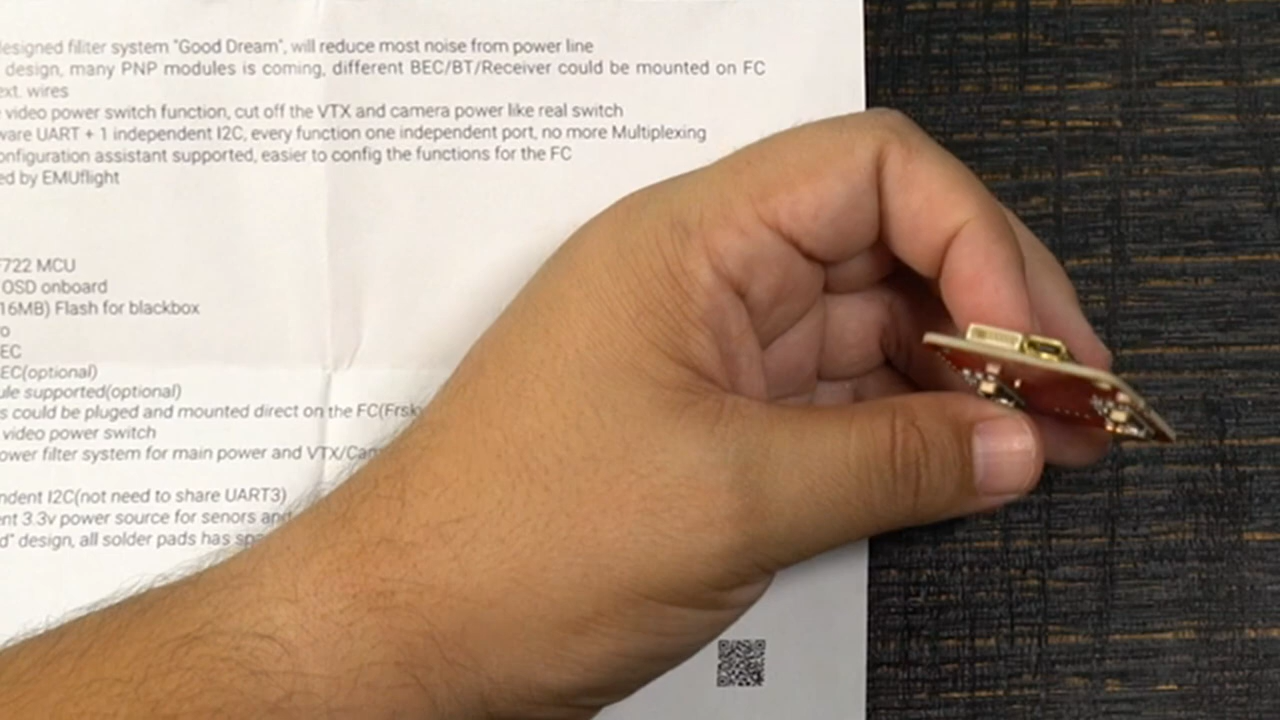 designed filiter system "Good Dream", will reduce most noise from power line
design, many PNP modules is coming, different BEC/BT/Receiver could be mounted on FC
ext. wires
video power switch function, cut off the VTX and camera power like real switch
ware UART + 1 independent I2C, every function one independent port, no more Multiplexing
onfiguration assistant supported, easier to config the functions for the FC
ed by EMUflight
F722 MCU
OSD onboard
16MB) Flash for blackbox
o
EC
EC(optional)
ule supported(optional)
s could be pluged and mounted direct on the FC(Frsk
video power switch
ower filter system for main power and VTX/Cam
ndent I2C(not need to share UART3)
ent 3.3v power source for senors and
d" design, all solder pads has spa